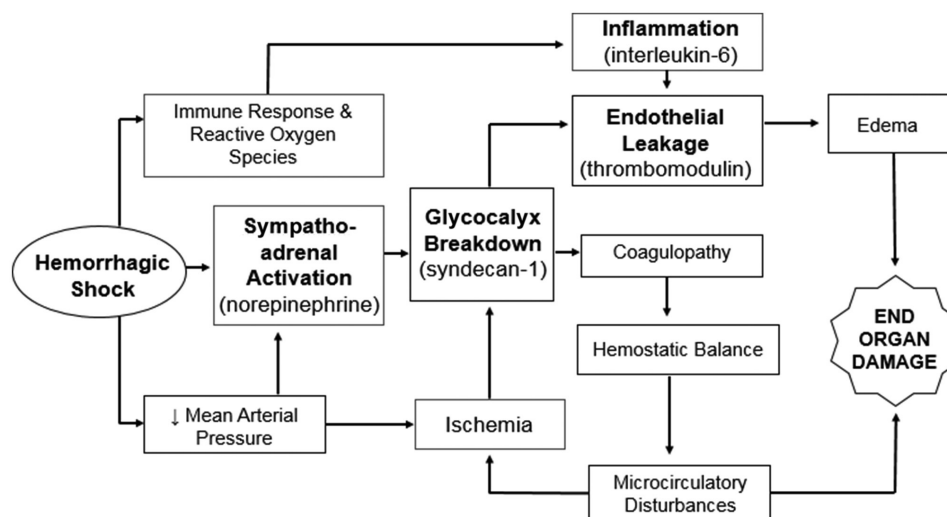 Inflammation
(interleukin-6)
Immune Response &
Reactive Oxygen
Species
Endothelial
Leakage
(thrombomodulin)
Edema
Hemorrhagic
Shock
Sympatho-
adrenal
Activation
(norepinephrine)
Glycocalyx
Breakdown
(syndecan-1)
Coagulopathy
Hemostatic Balance
END
ORGAN
DAMAGE
↓ Mean Arterial
Pressure
Ischemia
Microcirculatory
Disturbances